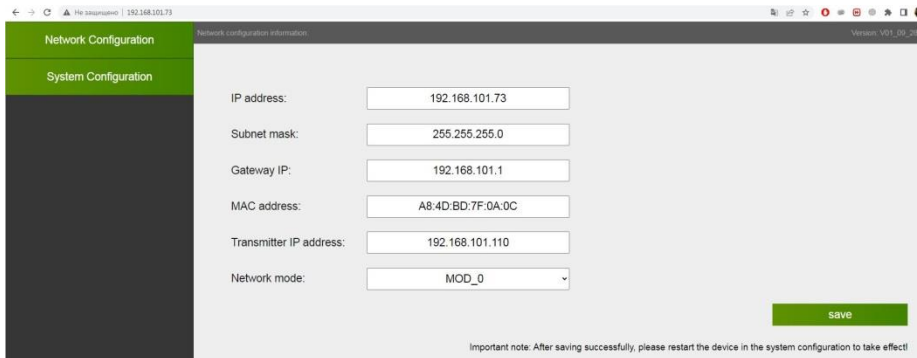 Не защищено | 192.168.101.73
Network Configuration
System Configuration
Network configuration information:
Version: V01_00_28
IP address: 192.168.101.73
Subnet mask: 255.255.255.0
Gateway IP: 192.168.101.1
MAC address: A8:4D:BD:7F:0A:0C
Transmitter IP address: 192.168.101.110
Network mode: MOD_0
save
Important note: After saving successfully, please restart the device in the system configuration to take effect!